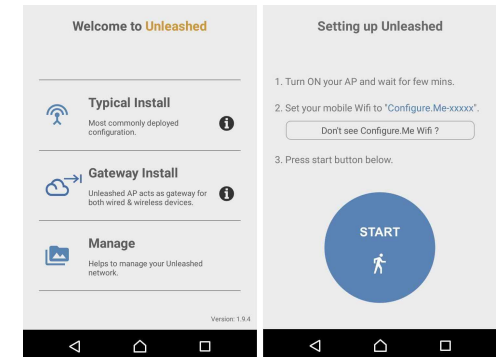 Welcome to Unleashed
Typical Install
Most commonly deployed
configuration.
Gateway Install
Unleashed AP acts as gateway for
both wired & wireless devices.
Manage
Helps to manage your Unleashed
network.
Version: 1.9.4
Setting up Unleashed
1. Turn ON your AP and wait for few mins.
2. Set your mobile Wifi to "Configure.Me-xxxxx".
Don't see Configure.Me Wifi ?
3. Press start button below.
START